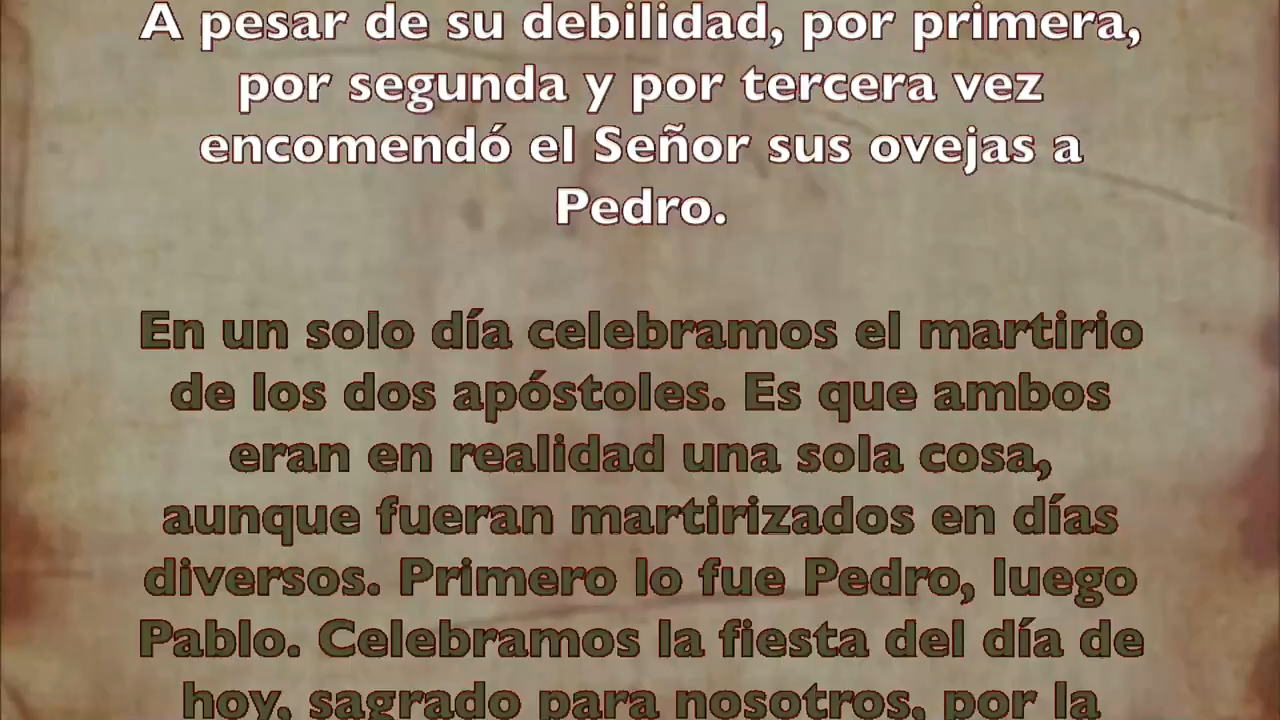 A pesar de su debilidad, por primera,
por segunda y por tercera vez
encomendó el Señor sus ovejas a
Pedro.
En un solo día celebramos el martirio
de los dos apóstoles. Es que ambos
eran en realidad una sola cosa,
aunque fueran martirizados en días
diversos. Primero lo fue Pedro, luego
Pablo. Celebramos la fiesta del día de
hoy, sagrado para nosotros, por la